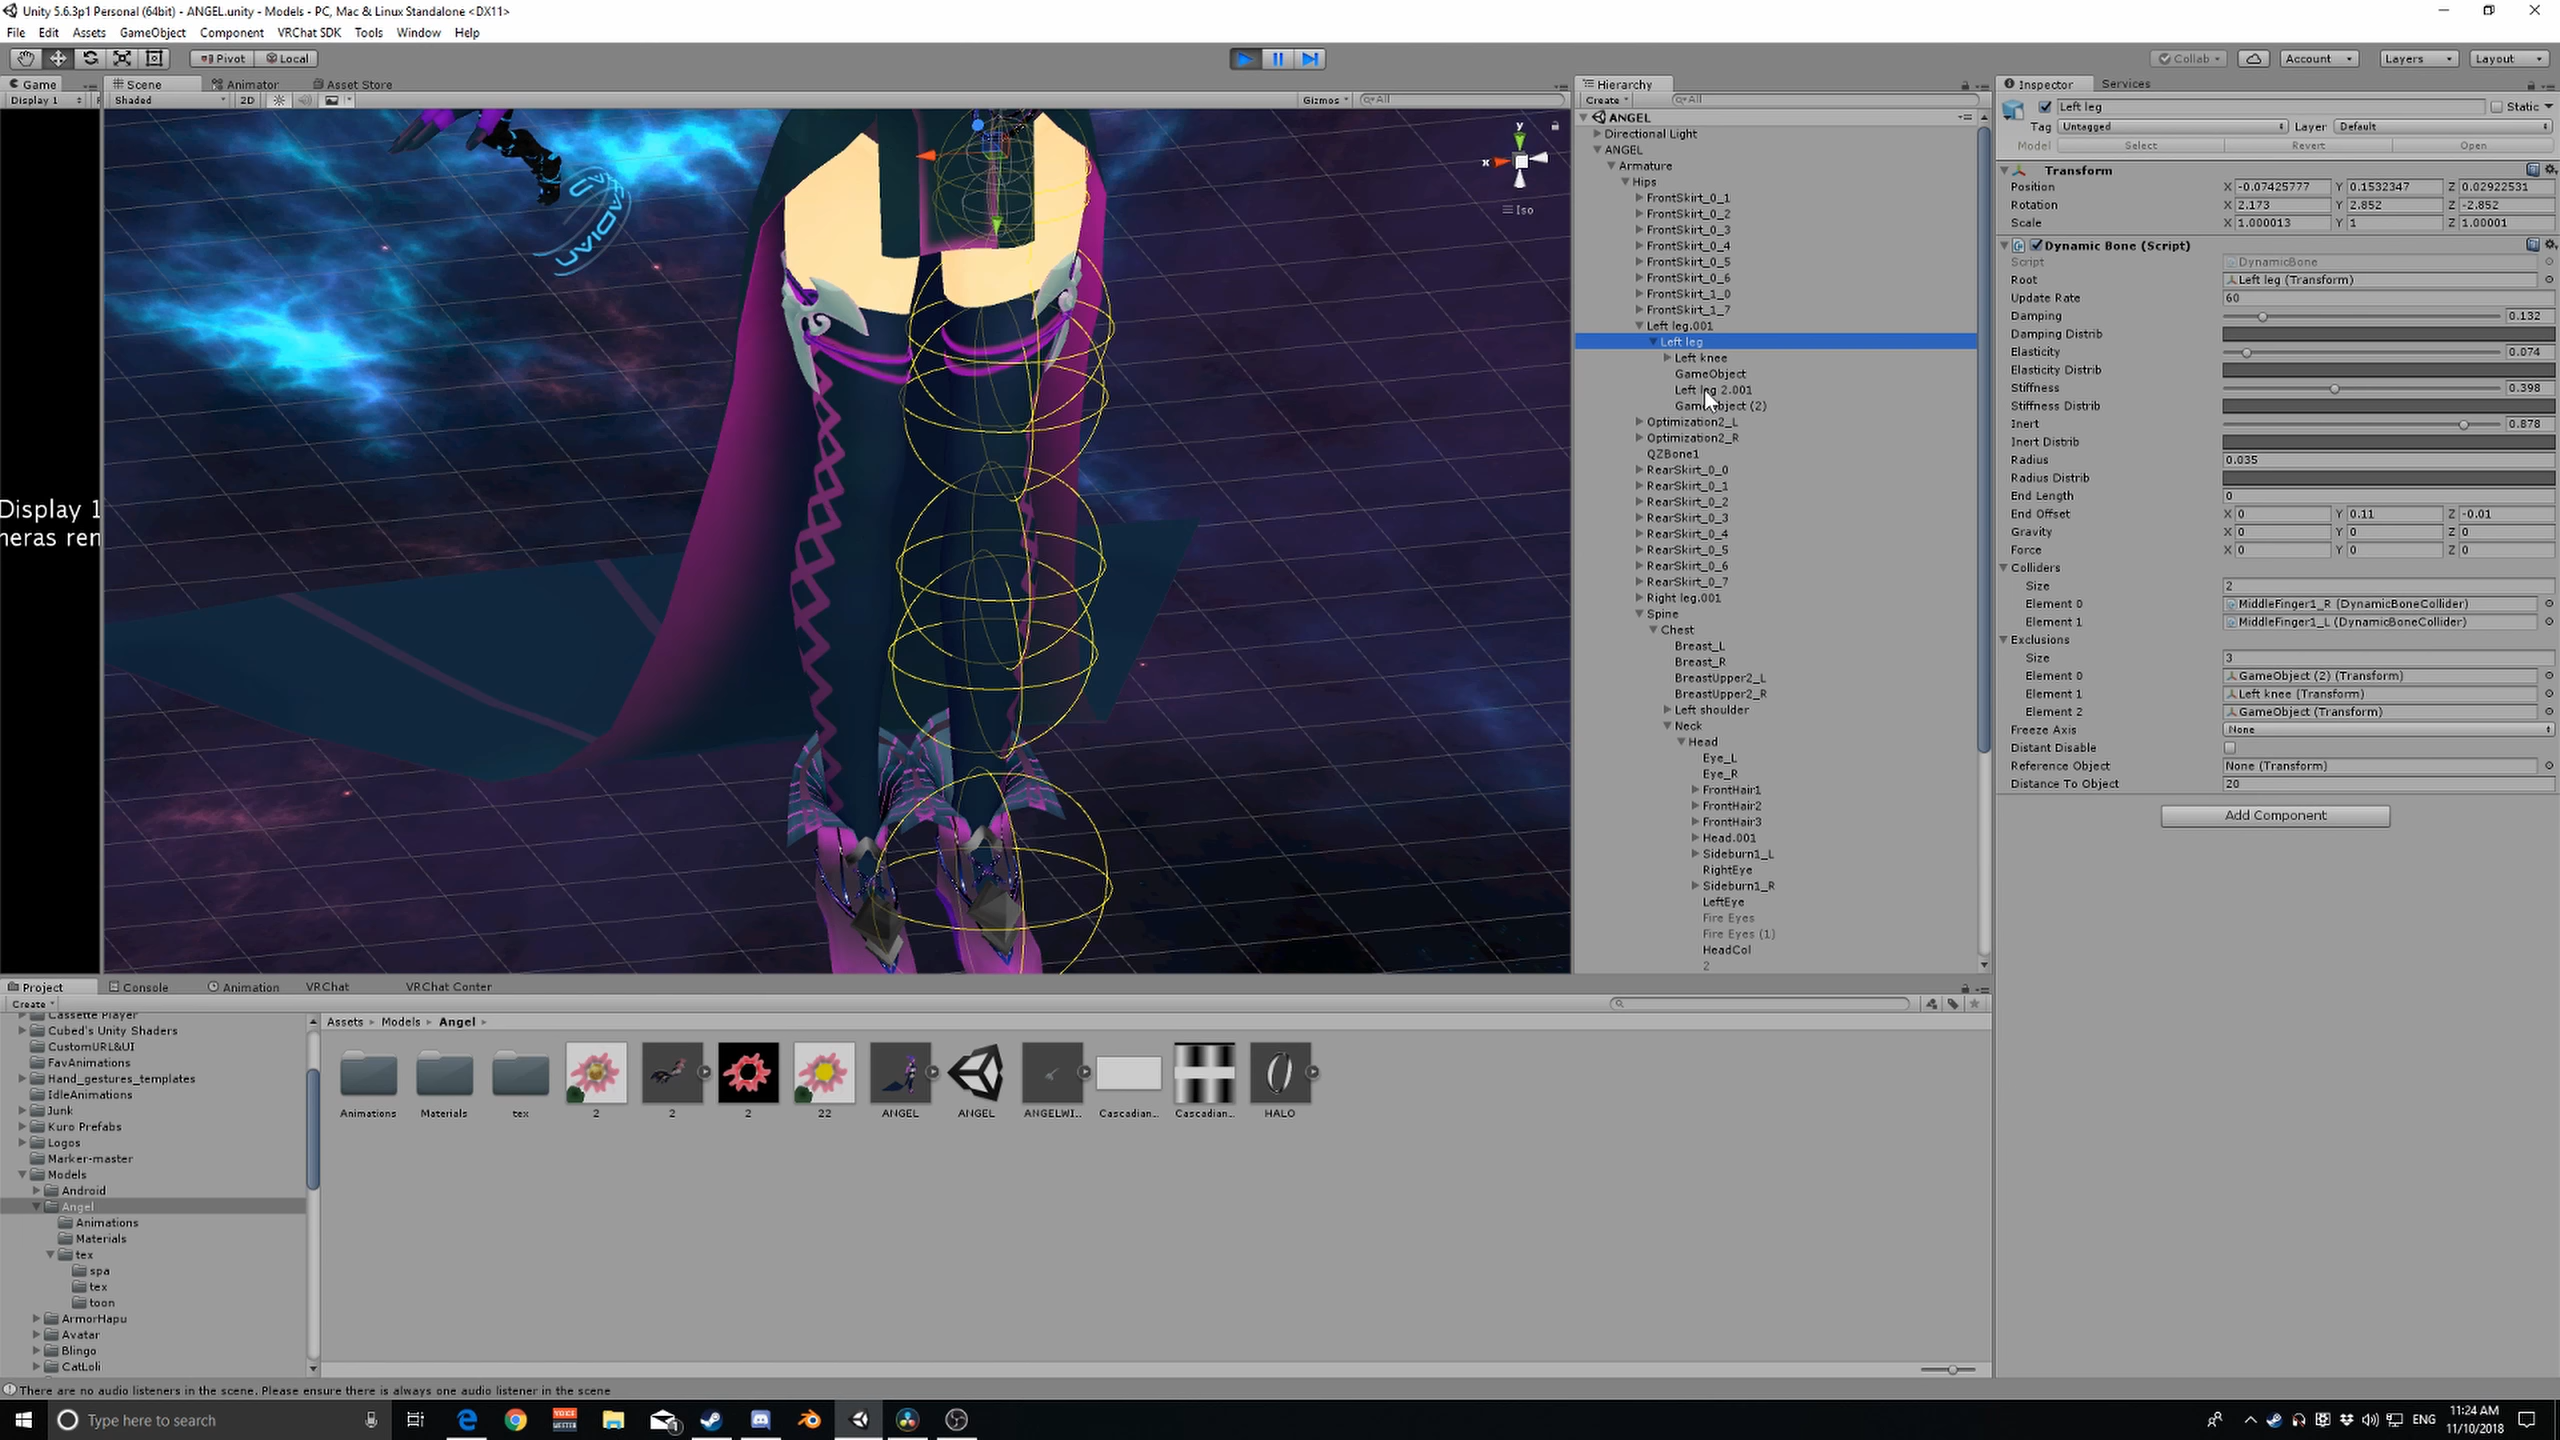 Unity 5.6.3p1 Personal (64bit) - ANGEL.unity - Models - PC, Mac & Linux Standalone <DX11>
File Edit Assets GameObject Component VRChat SDK Tools Window Help
Pivot Local
Collab Account Layers Layout
Game Scene Animator Asset Store
Display 1 Shaded 2D Gizmos All
Display 1
neras ren
UVIDIAN
y
x
Iso
Hierarchy
Create All
ANGEL
Directional Light
ANGEL
Armature
Hips
FrontSkirt_0_1
FrontSkirt_0_2
FrontSkirt_0_3
FrontSkirt_0_4
FrontSkirt_0_5
FrontSkirt_0_6
FrontSkirt_1_0
FrontSkirt_1_7
Left leg.001
Left leg
Left knee
GameObject
Left leg 2.001
GameObject (2)
Optimization2_L
Optimization2_R
QZBone1
RearSkirt_0_0
RearSkirt_0_1
RearSkirt_0_2
RearSkirt_0_3
RearSkirt_0_4
RearSkirt_0_5
RearSkirt_0_6
RearSkirt_0_7
Right leg.001
Spine
Chest
Breast_L
Breast_R
BreastUpper2_L
BreastUpper2_R
Left shoulder
Neck
Head
Eye_L
Eye_R
FrontHair1
FrontHair2
FrontHair3
Head.001
Sideburn1_L
RightEye
Sideburn1_R
LeftEye
Fire Eyes
Fire Eyes (1)
HeadCol
2
Inspector Services
Left leg Static
Tag Untagged Layer Default
Model Select Revert Open
Transform
Position X -0.07425777 Y 0.1532347 Z 0.02922531
Rotation X 2.173 Y 2.852 Z -2.852
Scale X 1.000013 Y 1 Z 1.00001
Dynamic Bone (Script)
Script DynamicBone
Root Left leg (Transform)
Update Rate 60
Damping 0.132
Damping Distrib
Elasticity 0.074
Elasticity Distrib
Stiffness 0.398
Stiffness Distrib
Inert 0.878
Inert Distrib
Radius 0.035
Radius Distrib
End Length 0
End Offset X 0 Y 0.11 Z -0.01
Gravity X 0 Y 0 Z 0
Force X 0 Y 0 Z 0
Colliders
Size 2
Element 0 MiddleFinger1_R (DynamicBoneCollider)
Element 1 MiddleFinger1_L (DynamicBoneCollider)
Exclusions
Size 3
Element 0 GameObject (2) (Transform)
Element 1 Left knee (Transform)
Element 2 GameObject (Transform)
Freeze Axis None
Distant Disable
Reference Object None (Transform)
Distance To Object 20
Add Component
Project Console Animation VRChat VRChat Conter
Create
Cassette Player
Cubed's Unity Shaders
CustomURL&UI
FavAnimations
Hand_gestures_templates
IdleAnimations
Junk
Kuro Prefabs
Logos
Marker-master
Models
Android
Angel
Animations
Materials
tex
spa
tex
toon
ArmorHapu
Avatar
Blingo
CatLoli
Assets Models Angel
Animations Materials tex 2 2 2 22 ANGEL ANGEL ANGELWI... Cascadian... Cascadian... HALO
There are no audio listeners in the scene. Please ensure there is always one audio listener in the scene
Type here to search
VOICE MEETER
1
ENG
11:24 AM
11/10/2018